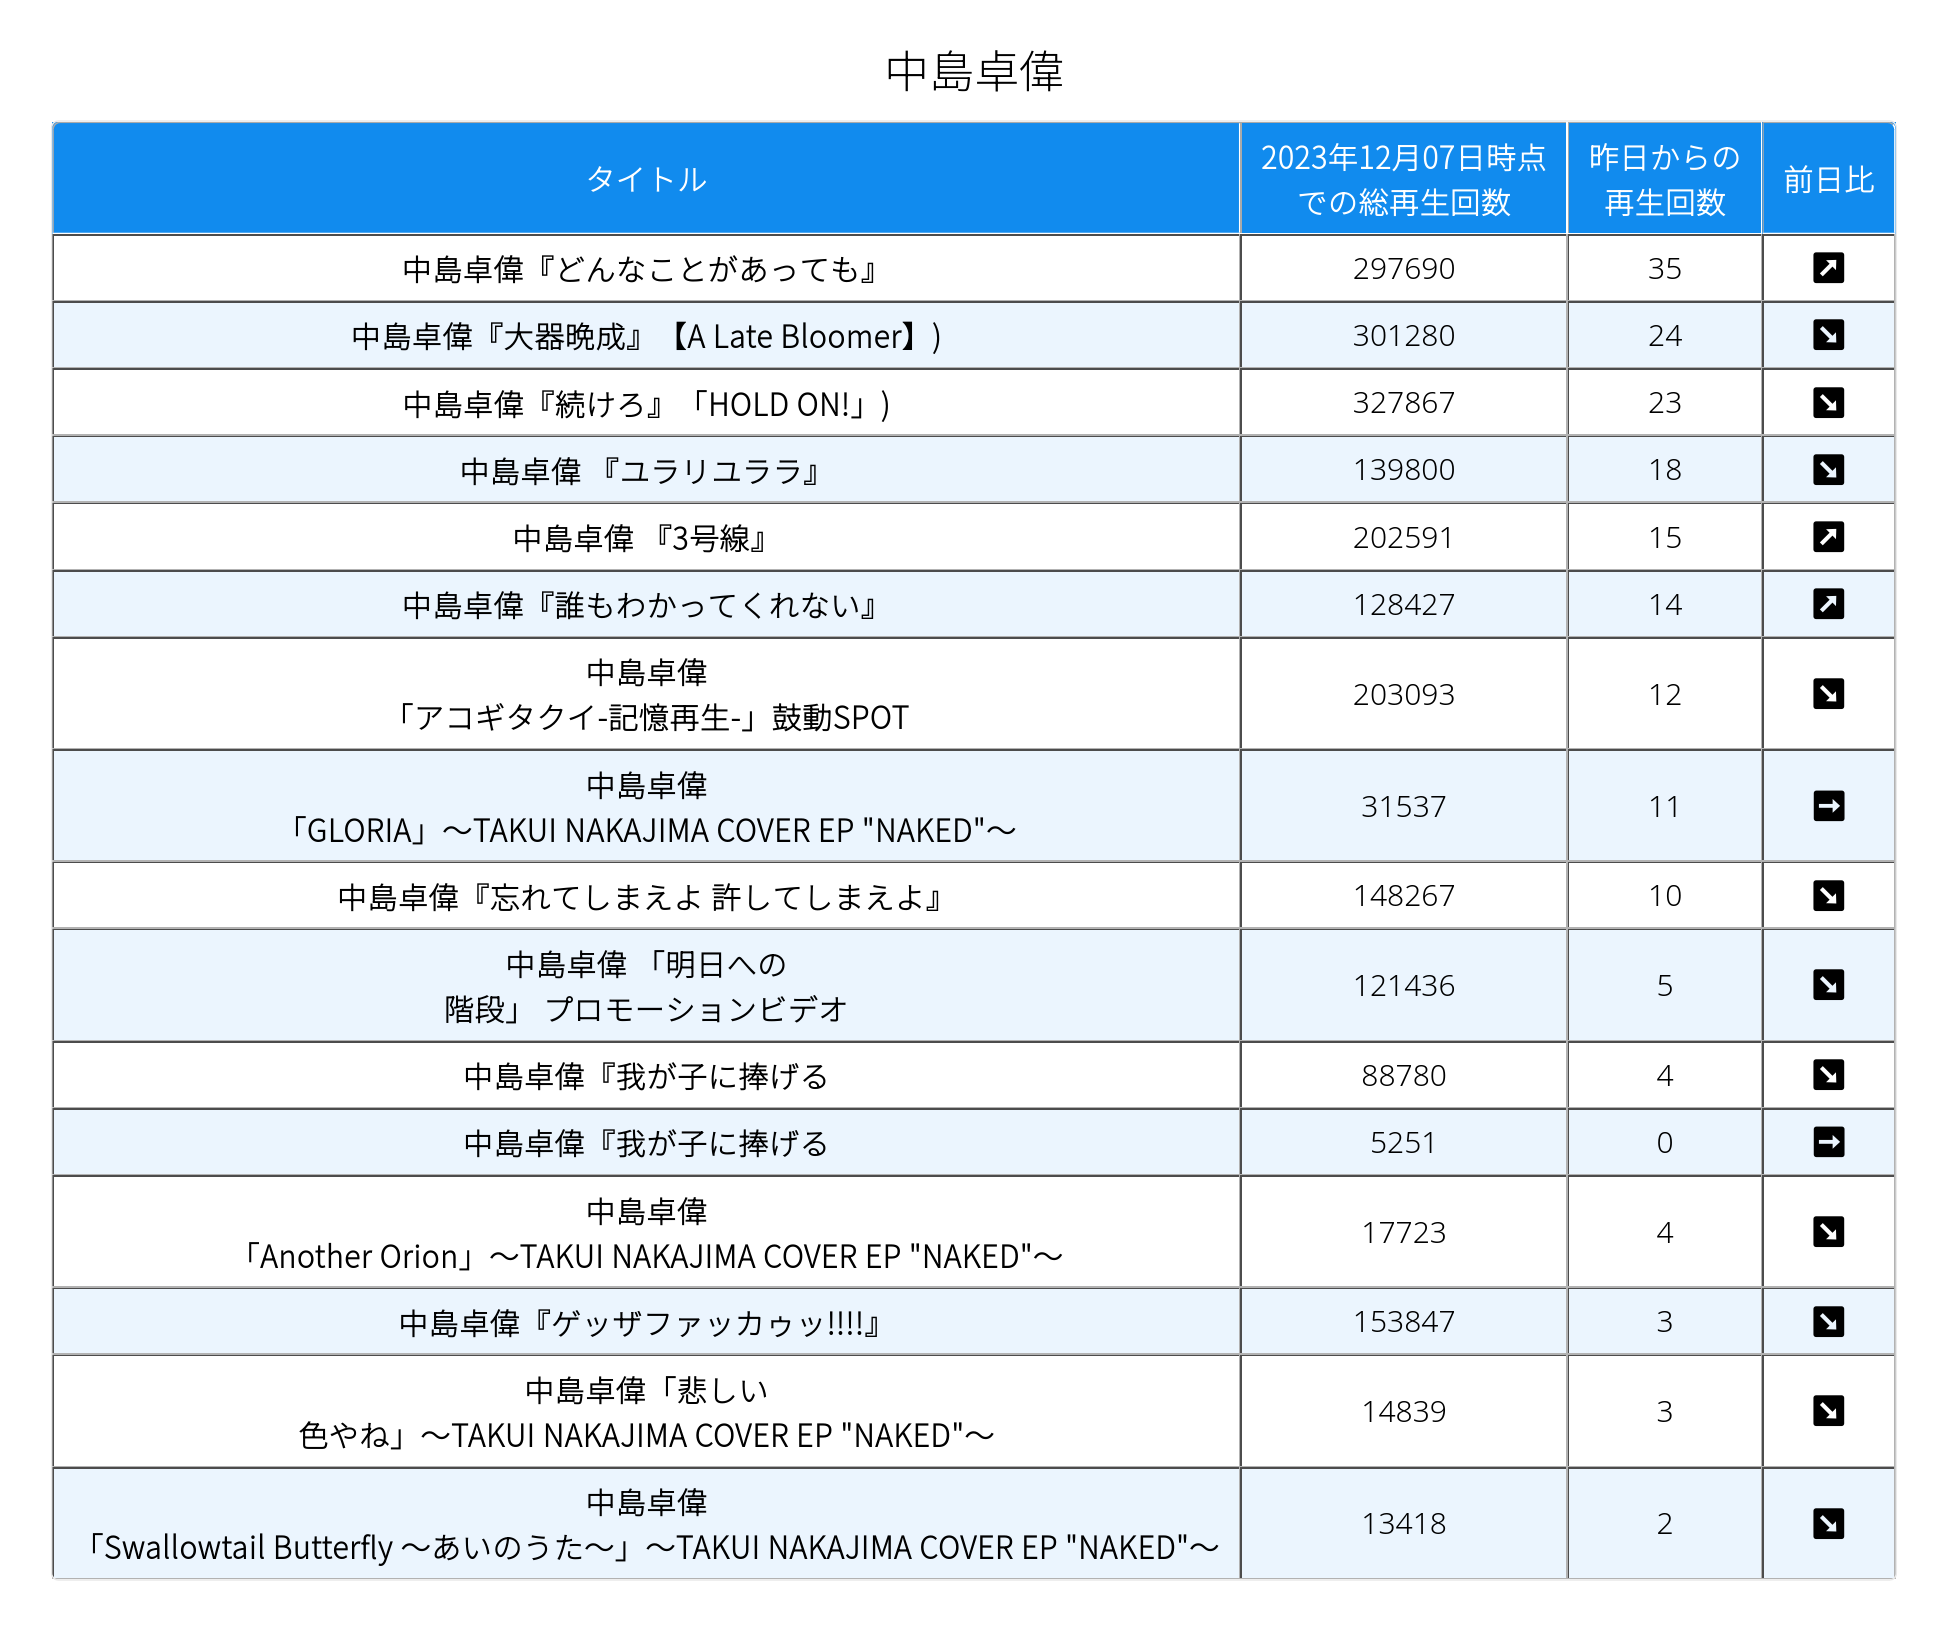 中島卓偉
タイトル
2023年12月07日時点
での総再生回数
昨日からの
再生回数
前日比
中島卓偉『どんなことがあっても』 297690 35
中島卓偉『大器晩成』【A Late Bloomer】) 301280 24
中島卓偉『続けろ』「HOLD ON!」) 327867 23
中島卓偉 『ユラリユララ』 139800 18
中島卓偉 『3号線』 202591 15
中島卓偉『誰もわかってくれない』 128427 14
中島卓偉
「アコギタクイ-記憶再生-」鼓動SPOT 203093 12
中島卓偉
「GLORIA」～TAKUI NAKAJIMA COVER EP "NAKED"～ 31537 11
中島卓偉『忘れてしまえよ 許してしまえよ』 148267 10
中島卓偉 「明日への
階段」 プロモーションビデオ 121436 5
中島卓偉『我が子に捧げる 88780 4
中島卓偉『我が子に捧げる 5251 0
中島卓偉
「Another Orion」～TAKUI NAKAJIMA COVER EP "NAKED"～ 17723 4
中島卓偉『ゲッザファッカゥッ!!!!』 153847 3
中島卓偉「悲しい
色やね」～TAKUI NAKAJIMA COVER EP "NAKED"～ 14839 3
中島卓偉
「Swallowtail Butterfly ～あいのうた～」～TAKUI NAKAJIMA COVER EP "NAKED"～ 13418 2